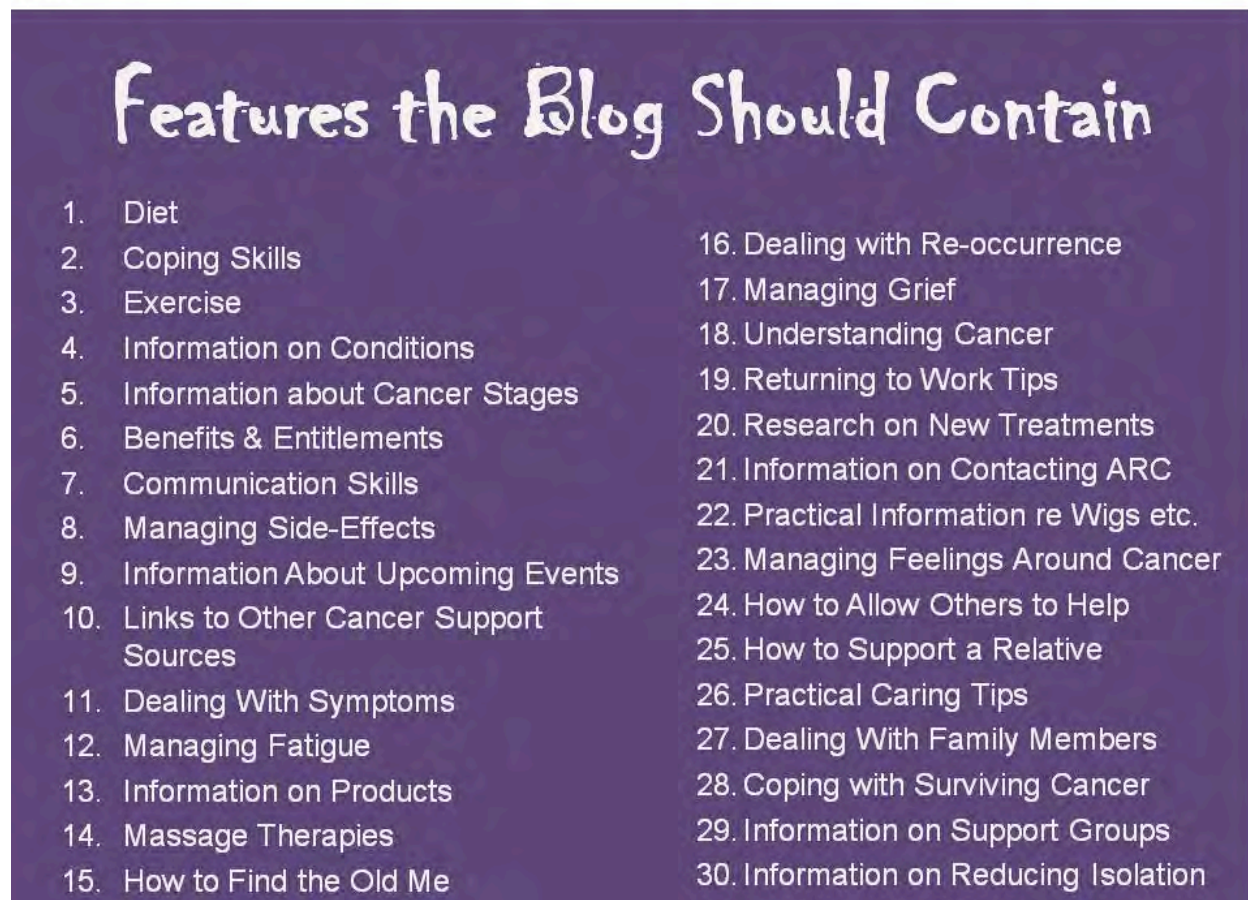 Features the Blog Should Contain
1. Diet
2. Coping Skills
3. Exercise
4. Information on Conditions
5. Information about Cancer Stages
6. Benefits & Entitlements
7. Communication Skills
8. Managing Side-Effects
9. Information About Upcoming Events
10. Links to Other Cancer Support
Sources
11. Dealing With Symptoms
12. Managing Fatigue
13. Information on Products
14. Massage Therapies
15. How to Find the Old Me
16. Dealing with Re-occurrence
17. Managing Grief
18. Understanding Cancer
19. Returning to Work Tips
20. Research on New Treatments
21. Information on Contacting ARC
22. Practical Information re Wigs etc.
23. Managing Feelings Around Cancer
24. How to Allow Others to Help
25. How to Support a Relative
26. Practical Caring Tips
27. Dealing With Family Members
28. Coping with Surviving Cancer
29. Information on Support Groups
30. Information on Reducing Isolation